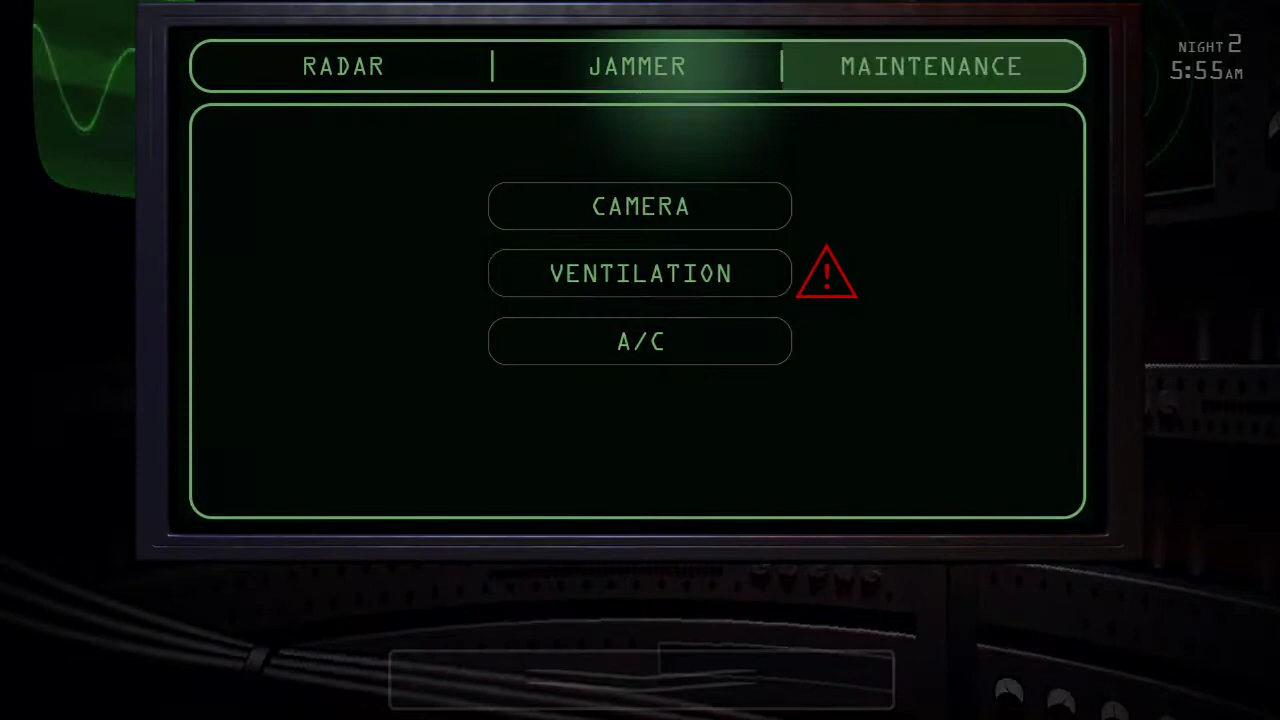 RADAR
JAMMER
MAINTENANCE
NIGHT 2
5:55AM
CAMERA
VENTILATION
!
A/C